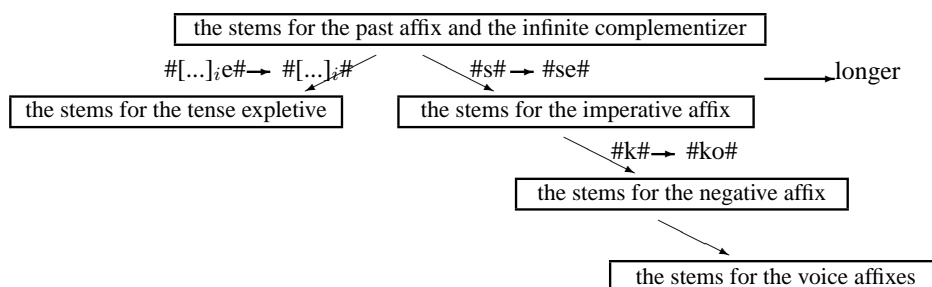 the stems for the past affix and the infinite complementizer
#[...]ie# → #[...]i#
#s# → #se#
longer
the stems for the tense expletive
the stems for the imperative affix
#k# → #ko#
the stems for the negative affix
the stems for the voice affixes